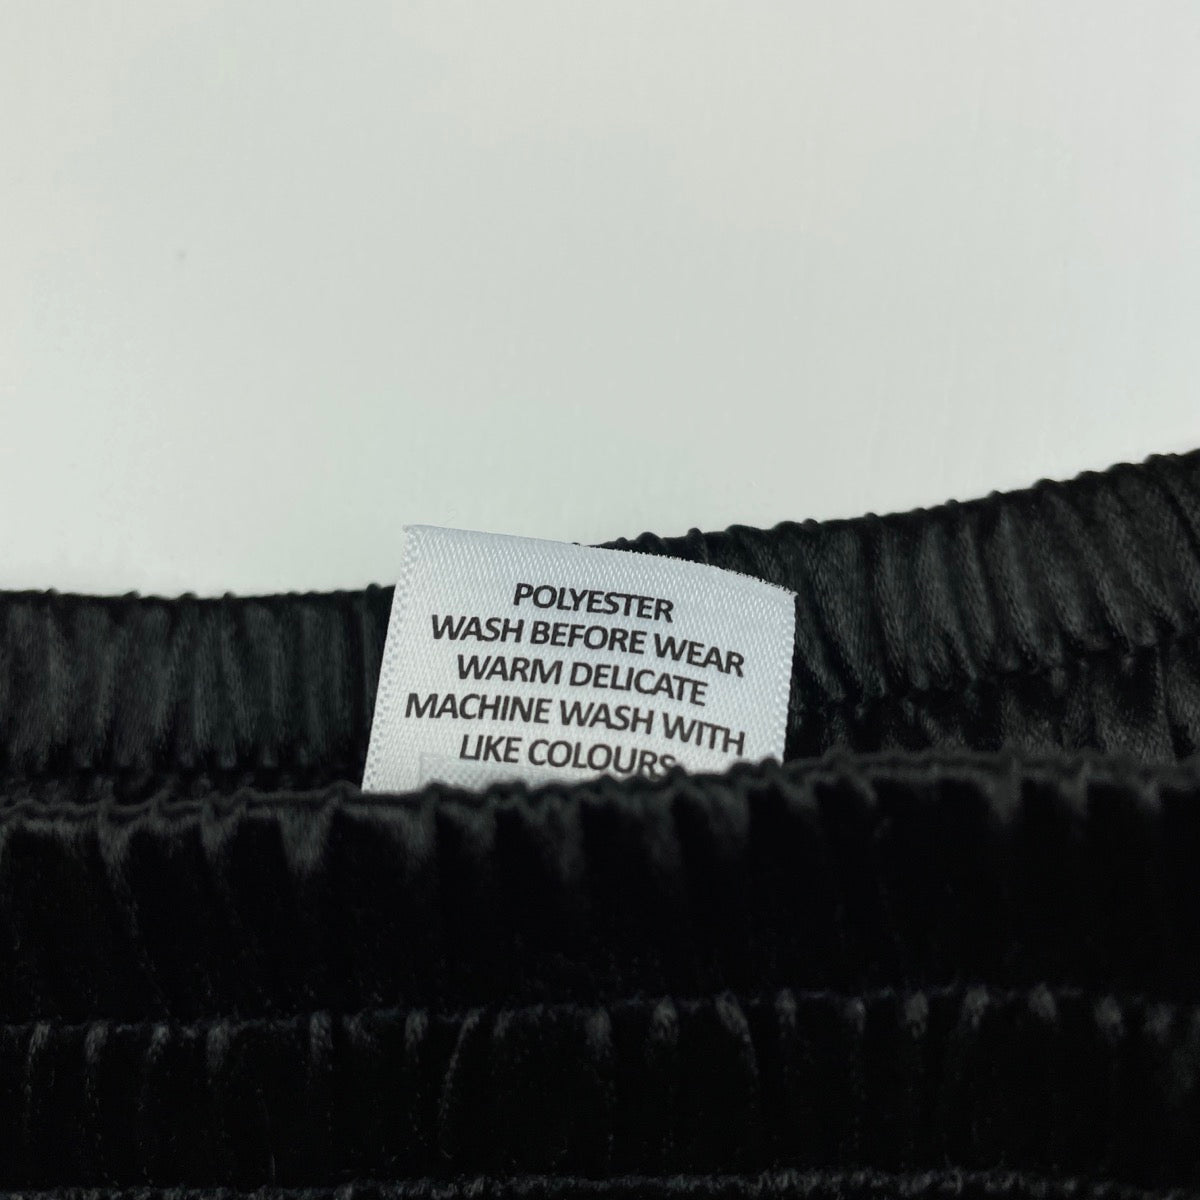 POLYESTER
WASH BEFORE WEAR
WARM DELICATE
MACHINE WASH WITH
LIKE COLOURS